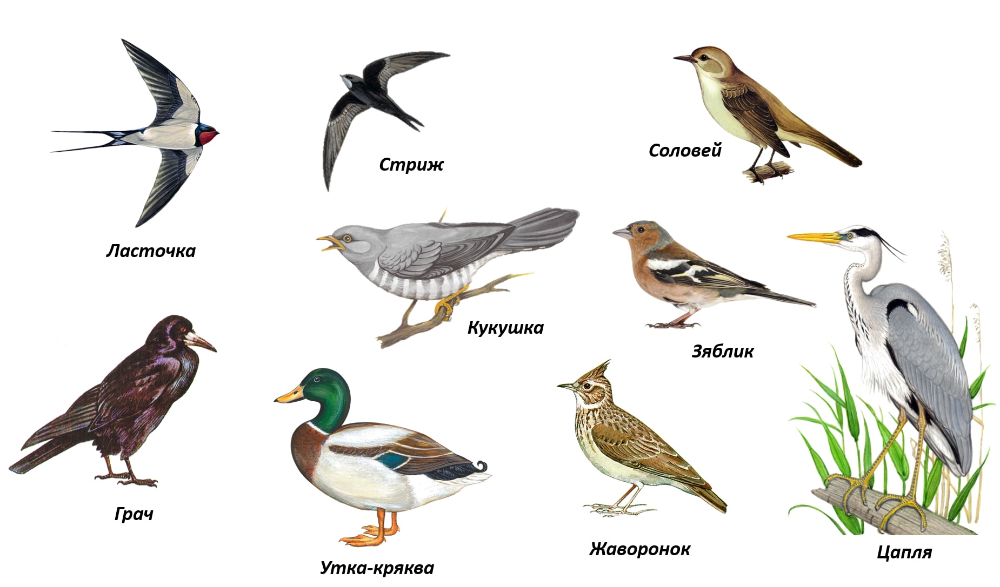 Стриж
Соловей
Ласточка
Кукушка
Зяблик
Грач
Утка-кряква
Жаворонок
Цапля